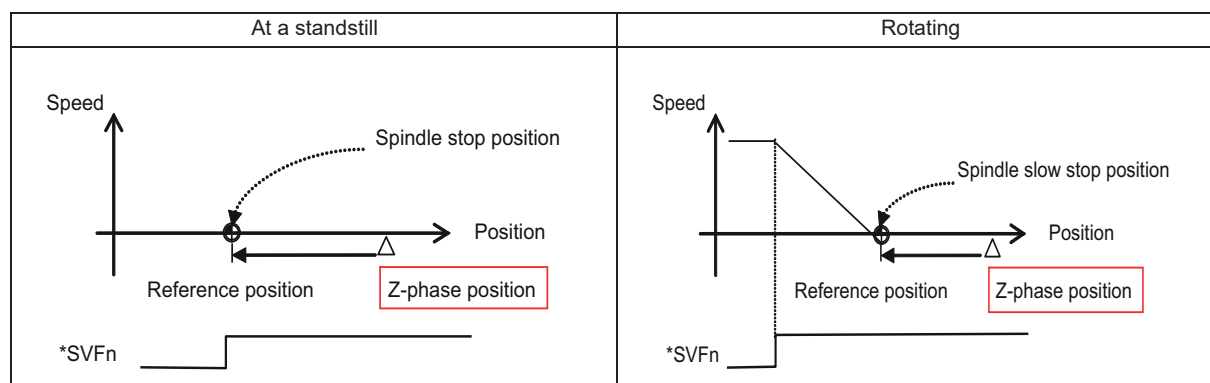 At a standstill
Rotating
Speed
Spindle stop position
Position
Reference position
Z-phase position
*SVFn
Speed
Spindle slow stop position
Position
Reference position
Z-phase position
*SVFn